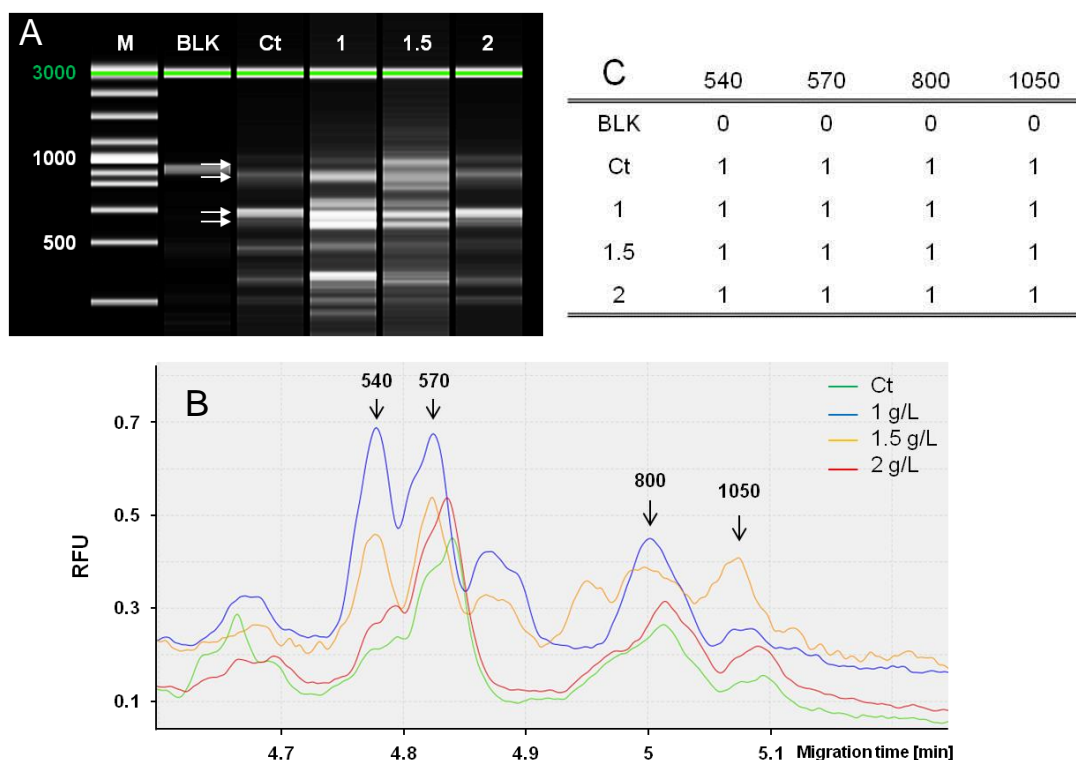 A
M BLK Ct 1 1.5 2
3000
1000
500
C 540 570 800 1050
BLK 0 0 0 0
Ct 1 1 1 1
1 1 1 1 1
1.5 1 1 1 1
2 1 1 1 1
B
540 570 800 1050
Ct
1 g/L
1.5 g/L
2 g/L
RFU
0.7
0.5
0.3
0.1
4.7 4.8 4.9 5 5.1 Migration time [min]